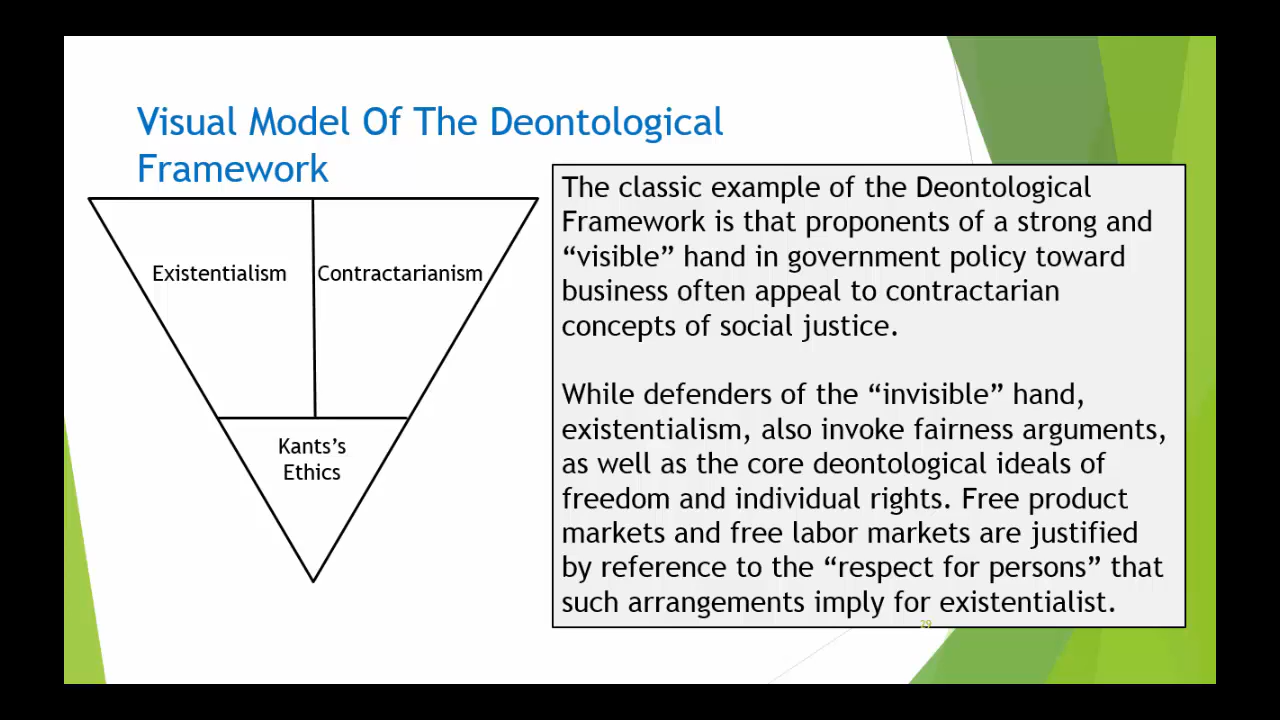 Visual Model Of The Deontological
Framework
Existentialism
Contractarianism
Kants’s
Ethics
The classic example of the Deontological
Framework is that proponents of a strong and
“visible” hand in government policy toward
business often appeal to contractarian
concepts of social justice.
While defenders of the “invisible” hand,
existentialism, also invoke fairness arguments,
as well as the core deontological ideals of
freedom and individual rights. Free product
markets and free labor markets are justified
by reference to the “respect for persons” that
such arrangements imply for existentialist.
29